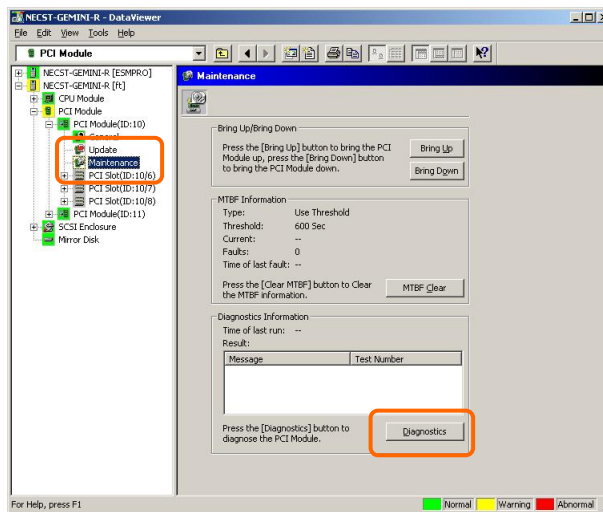 NECST-GEMINI-R - DataViewer
File Edit View Tools Help
PCI Module
NECST-GEMINI-R [ESMPRO]
NECST-GEMINI-R [ft]
CPU Module
PCI Module
PCI Module(ID:10)
General
Update
Maintenance
PCI Slot(ID:10/6)
PCI Slot(ID:10/7)
PCI Slot(ID:10/8)
PCI Module(ID:11)
SCSI Enclosure
Mirror Disk
Maintenance
Bring Up/Bring Down
Press the [Bring Up] button to bring the PCI
Module up, press the [Bring Down] button
to bring the PCI Module down.
Bring Up
Bring Down
MTBF Information
Type: Use Threshold
Threshold: 600 Sec
Current: --
Faults: 0
Time of last fault: --
Press the [Clear MTBF] button to Clear
the MTBF information.
MTBF Clear
Diagnostics Information
Time of last run: --
Result:
Message Test Number
Press the [Diagnostics] button to
diagnose the PCI Module.
Diagnostics
For Help, press F1
Normal Warning Abnormal